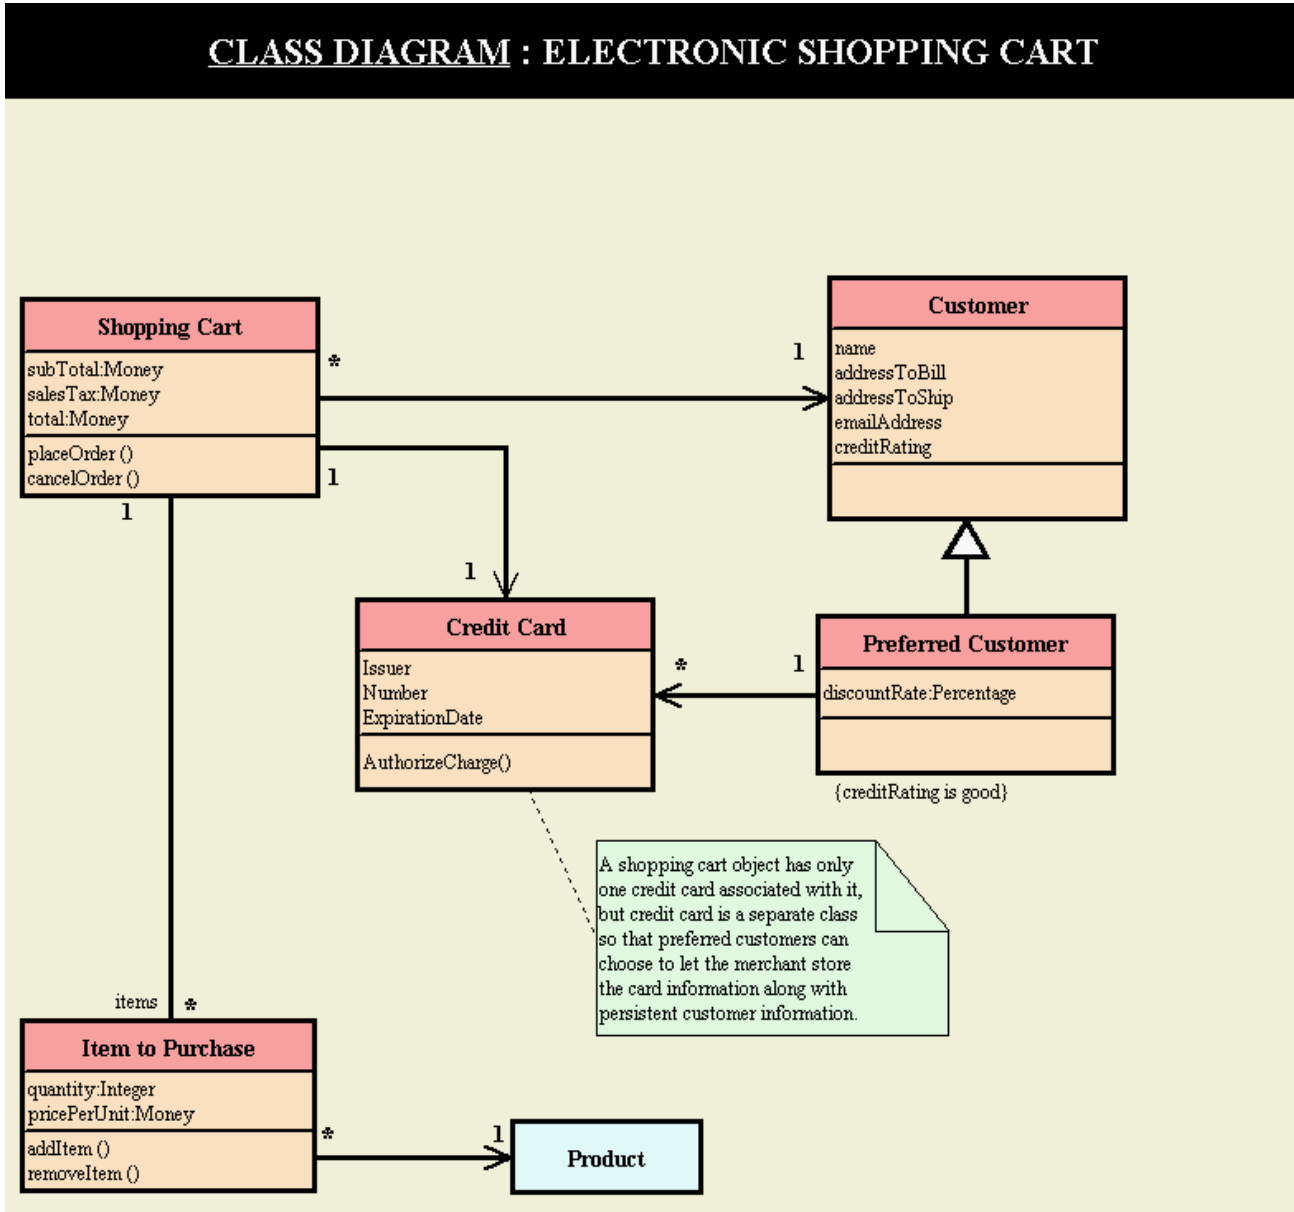 CLASS DIAGRAM : ELECTRONIC SHOPPING CART
Shopping Cart
subTotal:Money
salesTax:Money
total:Money
placeOrder ()
cancelOrder ()
*
1
Customer
name
addressToBill
addressToShip
emailAddress
creditRating
1
1
1
Credit Card
Issuer
Number
ExpirationDate
AuthorizeCharge()
*
1
Preferred Customer
discountRate:Percentage
{creditRating is good}
A shopping cart object has only
one credit card associated with it,
but credit card is a separate class
so that preferred customers can
choose to let the merchant store
the card information along with
persistent customer information.
items *
Item to Purchase
quantity:Integer
pricePerUnit:Money
addItem ()
removeItem ()
*
1
Product